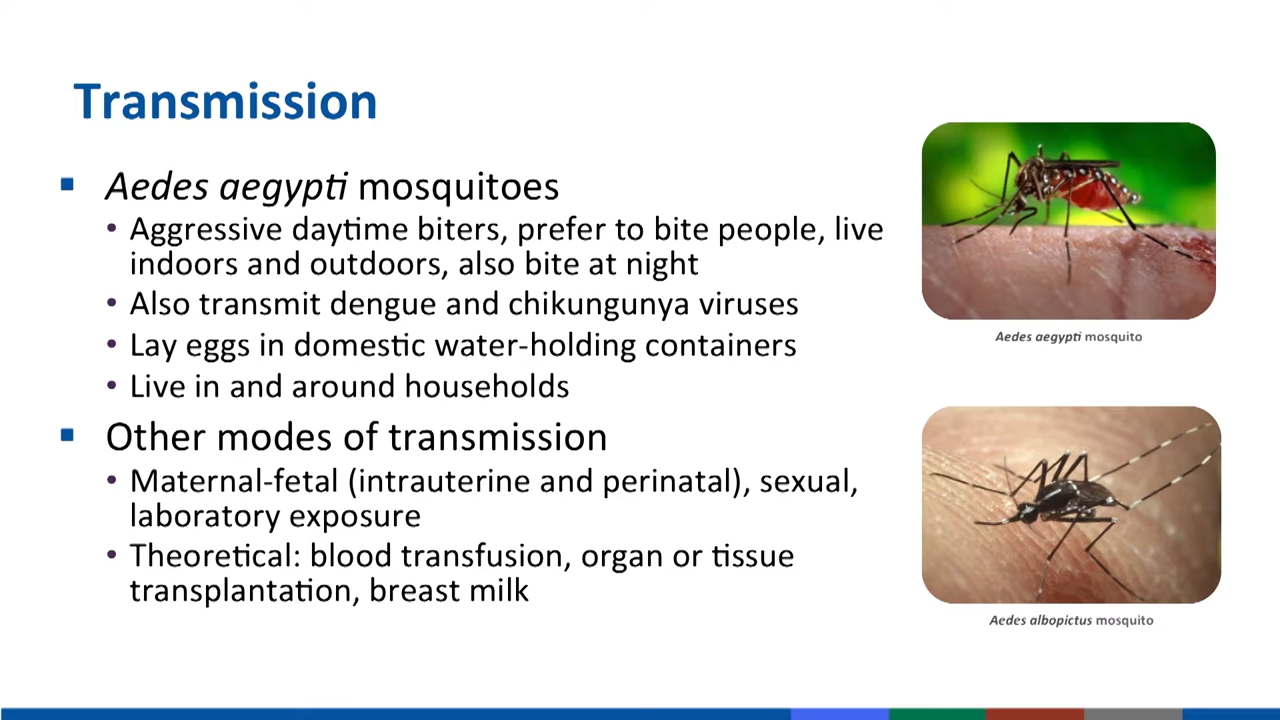 Transmission
Aedes aegypti mosquitoes
• Aggressive daytime biters, prefer to bite people, live
indoors and outdoors, also bite at night
• Also transmit dengue and chikungunya viruses
• Lay eggs in domestic water-holding containers
• Live in and around households
Other modes of transmission
• Maternal-fetal (intrauterine and perinatal), sexual,
laboratory exposure
• Theoretical: blood transfusion, organ or tissue
transplantation, breast milk
Aedes aegypti mosquito
Aedes albopictus mosquito